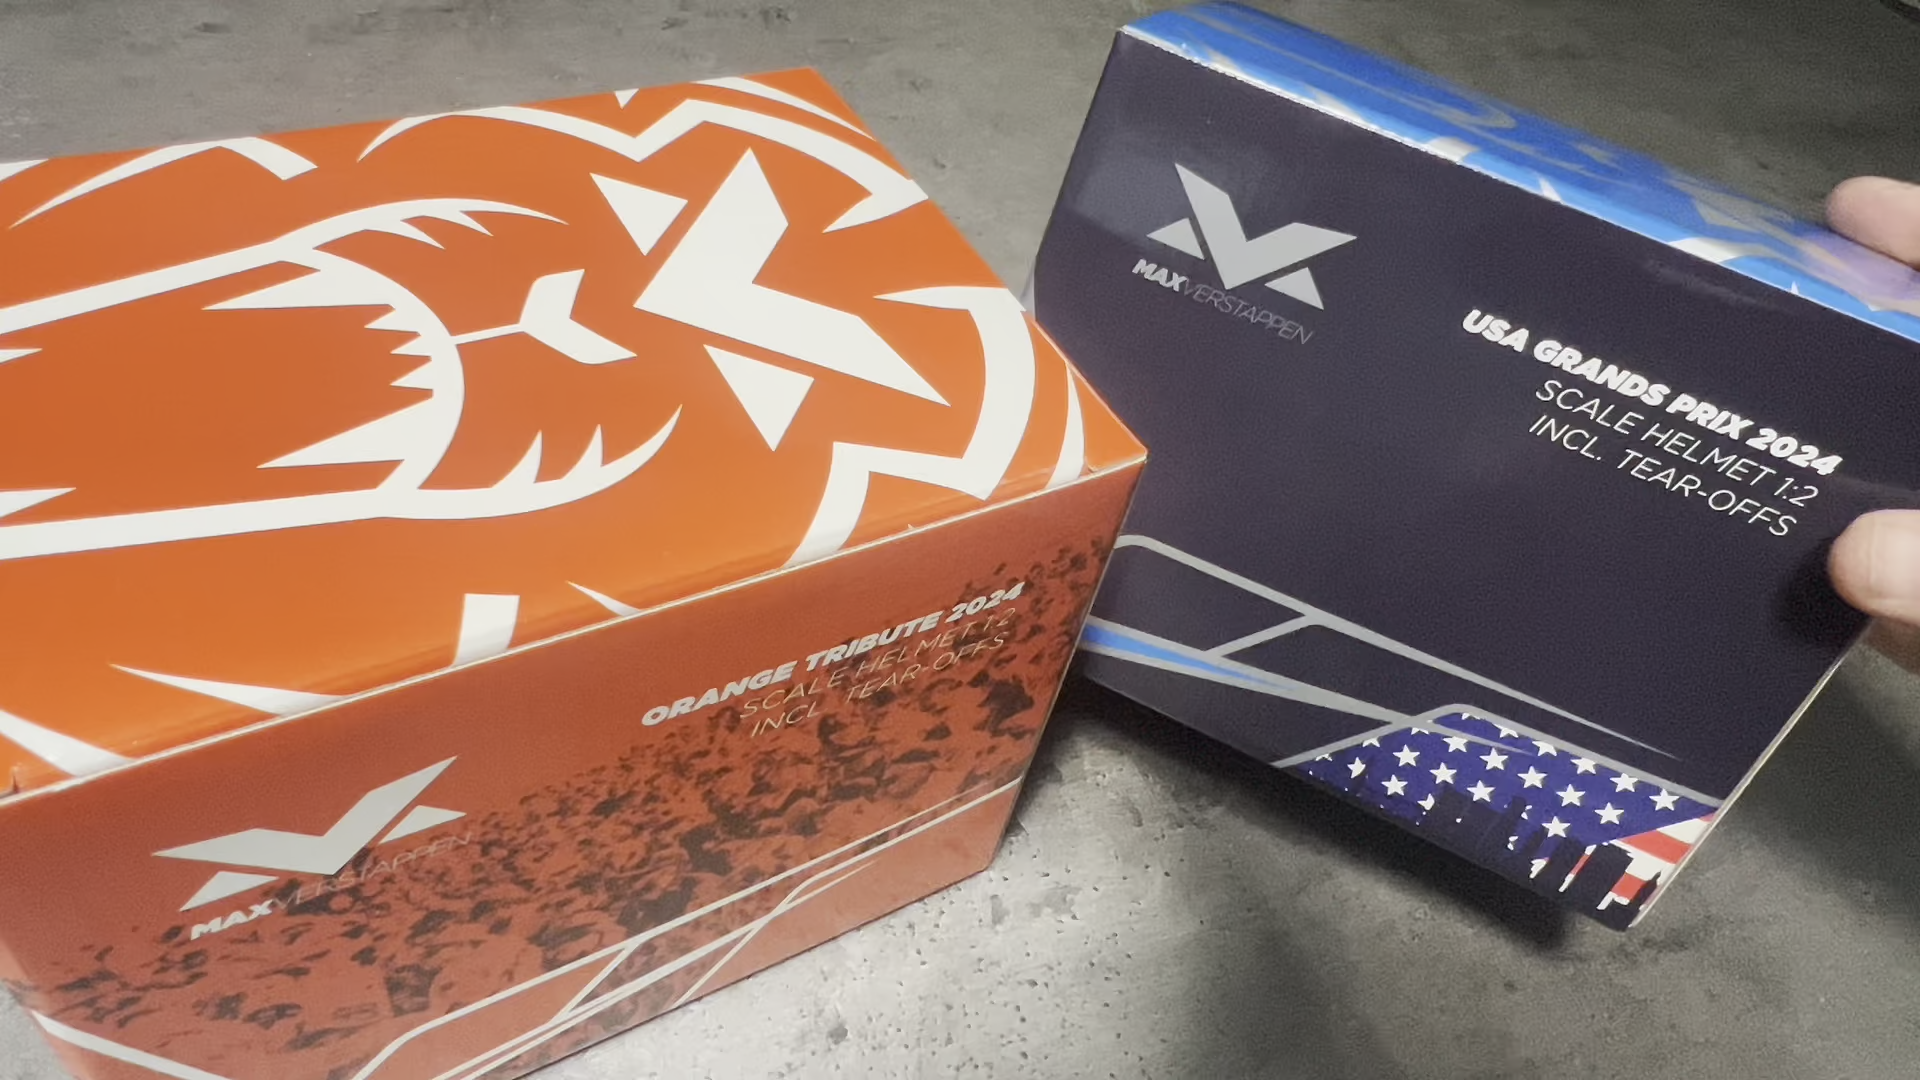 ORANGE TRIBUTE 2024
SCALE HELMET 1:2
INCL. TEAR-OFFS
MAXVERSTAPPEN
MAXVERSTAPPEN
USA GRANDS PRIX 2024
SCALE HELMET 1:2
INCL. TEAR-OFFS